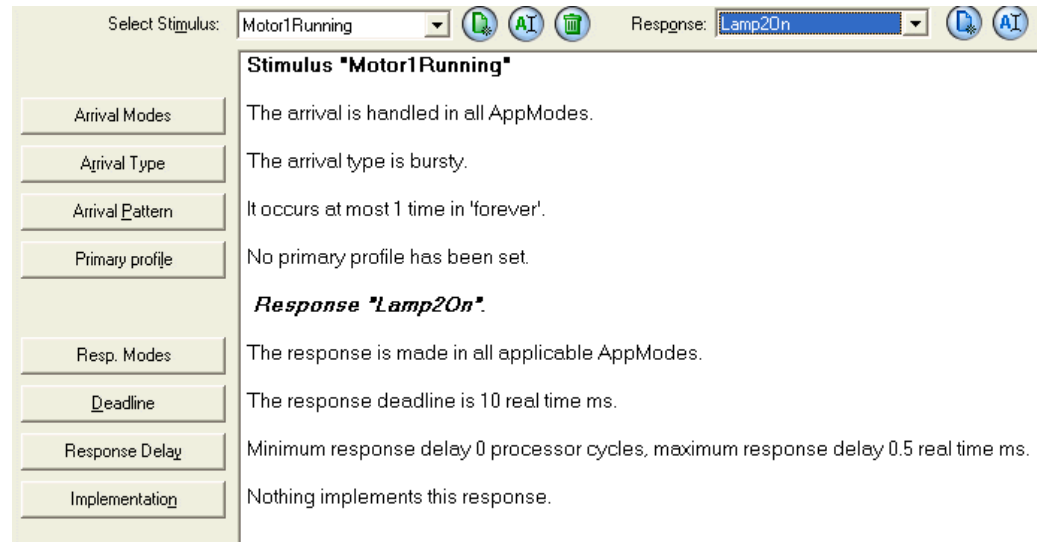 Select Stimulus: Motor1Running Response: Lamp2On
Stimulus "Motor1Running"
Arrival Modes The arrival is handled in all AppModes.
Arrival Type The arrival type is bursty.
Arrival Pattern It occurs at most 1 time in 'forever'.
Primary profile No primary profile has been set.
Response "Lamp2On".
Resp. Modes The response is made in all applicable AppModes.
Deadline The response deadline is 10 real time ms.
Response Delay Minimum response delay 0 processor cycles, maximum response delay 0.5 real time ms.
Implementation Nothing implements this response.